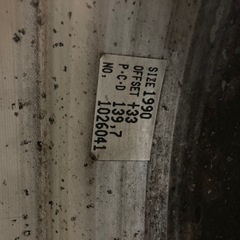 SIZE 1990
OFFSET +33
P・C・D 139,7
NO. 1026041